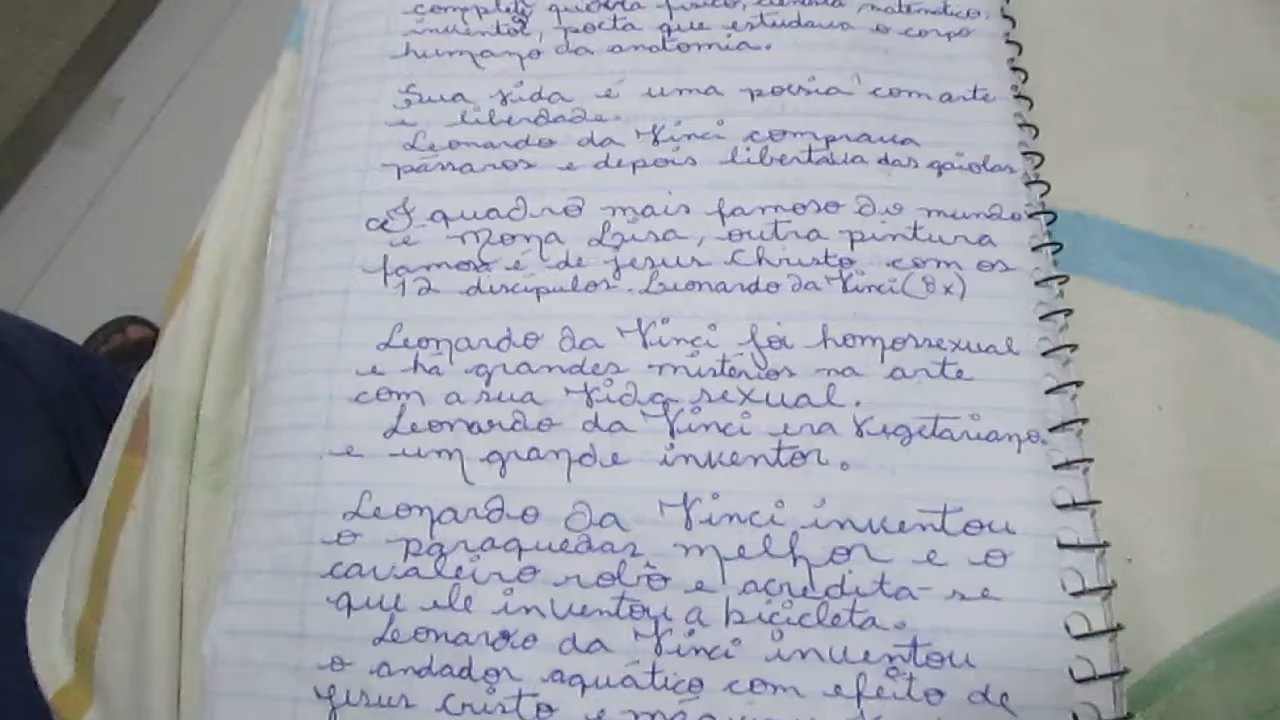 completo matemático,
inventor, poeta que estudava o corpo
humano da anatomia.
Sua vida é uma poesia com arte
e liberdade.
Leonardo da Vinci comprava
pássaros e depois libertava das gaiolas
quadro mais famoso do mundo
é Mona Lisa, outra pintura
famosa é de Jesus Christo com os
12 discípulos. Leonardo da Vinci (8x)
Leonardo da Vinci foi homossexual
e há grandes mistérios na arte
com a sua vida sexual.
Leonardo da Vinci era vegetariano.
e um grande inventor.
Leonardo da Vinci inventou
o paraquedas melhor e o
cavaleiro robô e acredita-se
que ele inventou a bicicleta.
Leonardo da Vinci inventou
o andador aquático com efeito de
Jesus Cristo e